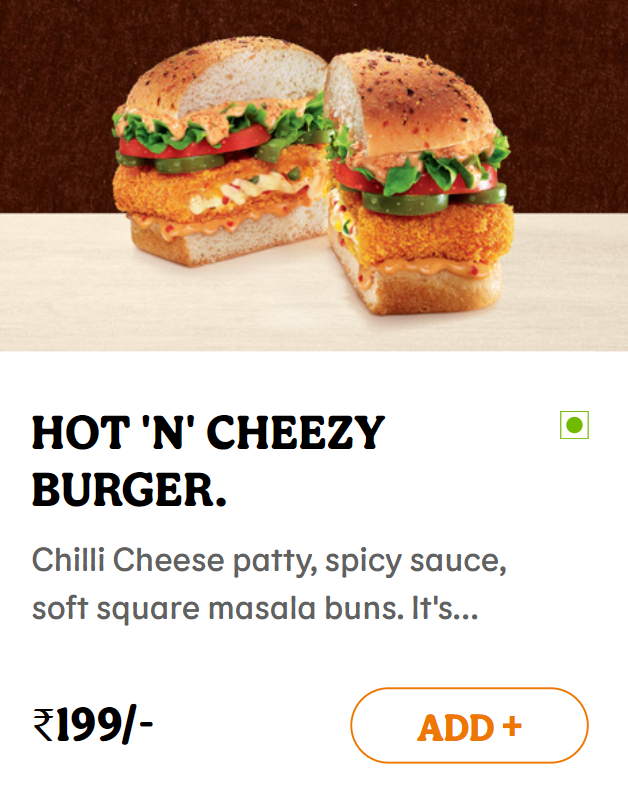 HOT 'N' CHEEZY
BURGER.
Chilli Cheese patty, spicy sauce,
soft square masala buns. It's...
₹199/-
ADD +